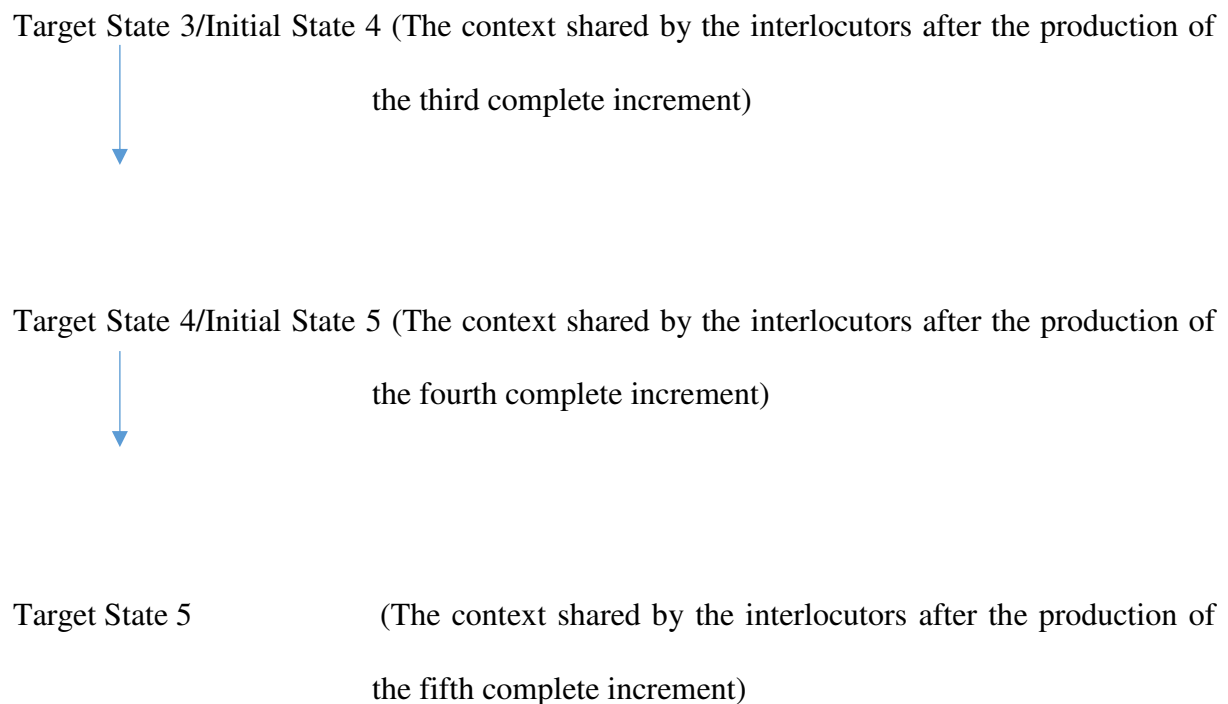 Target State 3/Initial State 4 (The context shared by the interlocutors after the production of
the third complete increment)
Target State 4/Initial State 5 (The context shared by the interlocutors after the production of
the fourth complete increment)
Target State 5 (The context shared by the interlocutors after the production of
the fifth complete increment)